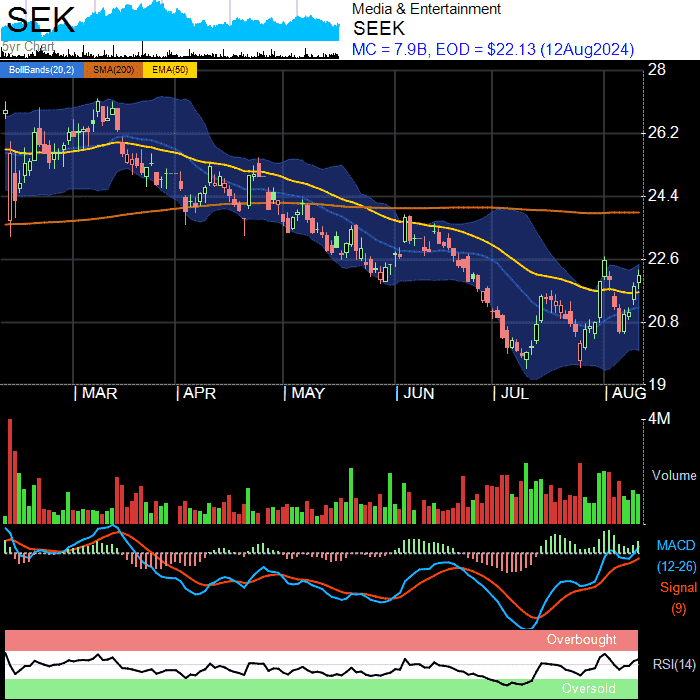 SEK
5yr Chart
Media & Entertainment
SEEK
MC = 7.9B, EOD = $22.13 (12Aug2024)
BollBands(20,2) SMA(200) EMA(50)
28
26.2
24.4
22.6
20.8
19
MAR APR MAY JUN JUL AUG
4M
Volume
MACD
(12-26)
Signal
(9)
Overbought
RSI(14)
Oversold